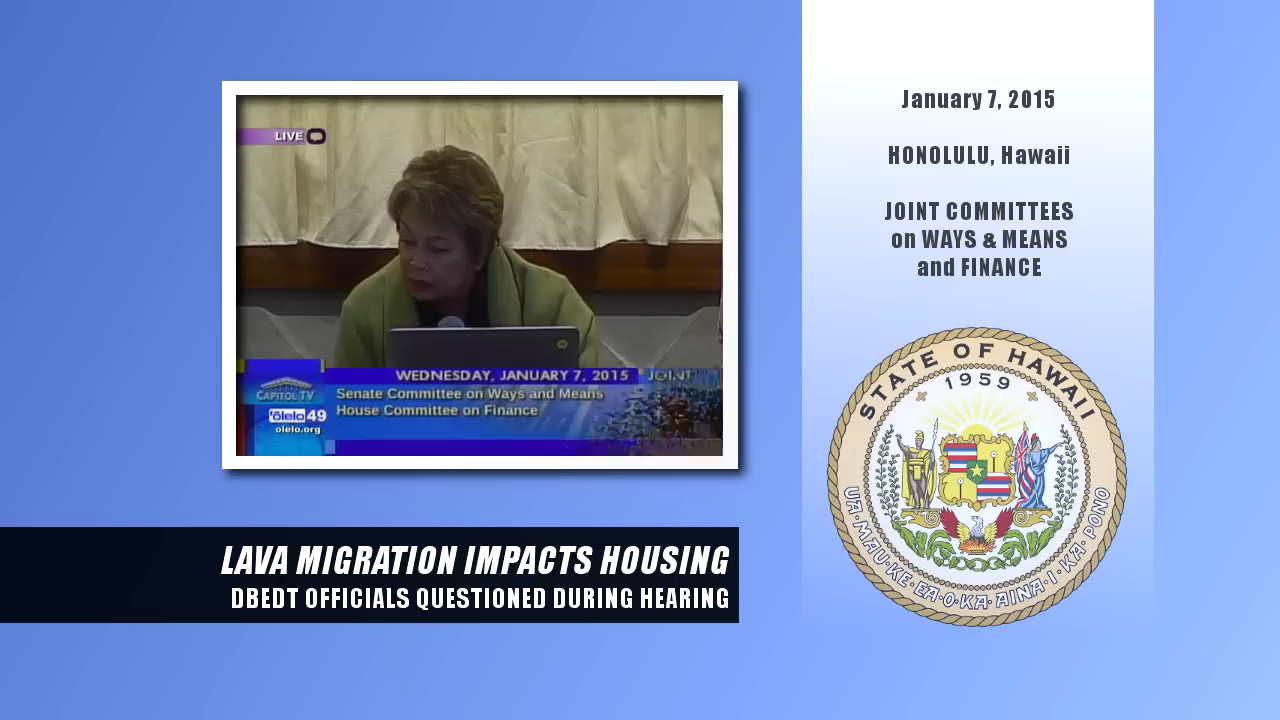 LIVE
WEDNESDAY, JANUARY 7, 2015
JOINT
Senate Committee on Ways and Means
House Committee on Finance
CAPITOL TV
'ōlelo 49
olelo.org
LAVA MIGRATION IMPACTS HOUSING
DBEDT OFFICIALS QUESTIONED DURING HEARING
January 7, 2015
HONOLULU, Hawaii
JOINT COMMITTEES
on WAYS & MEANS
and FINANCE
STATE OF HAWAII
1959
UA·MAU·KE·EA·O·KA·AINA·I·KA·PONO